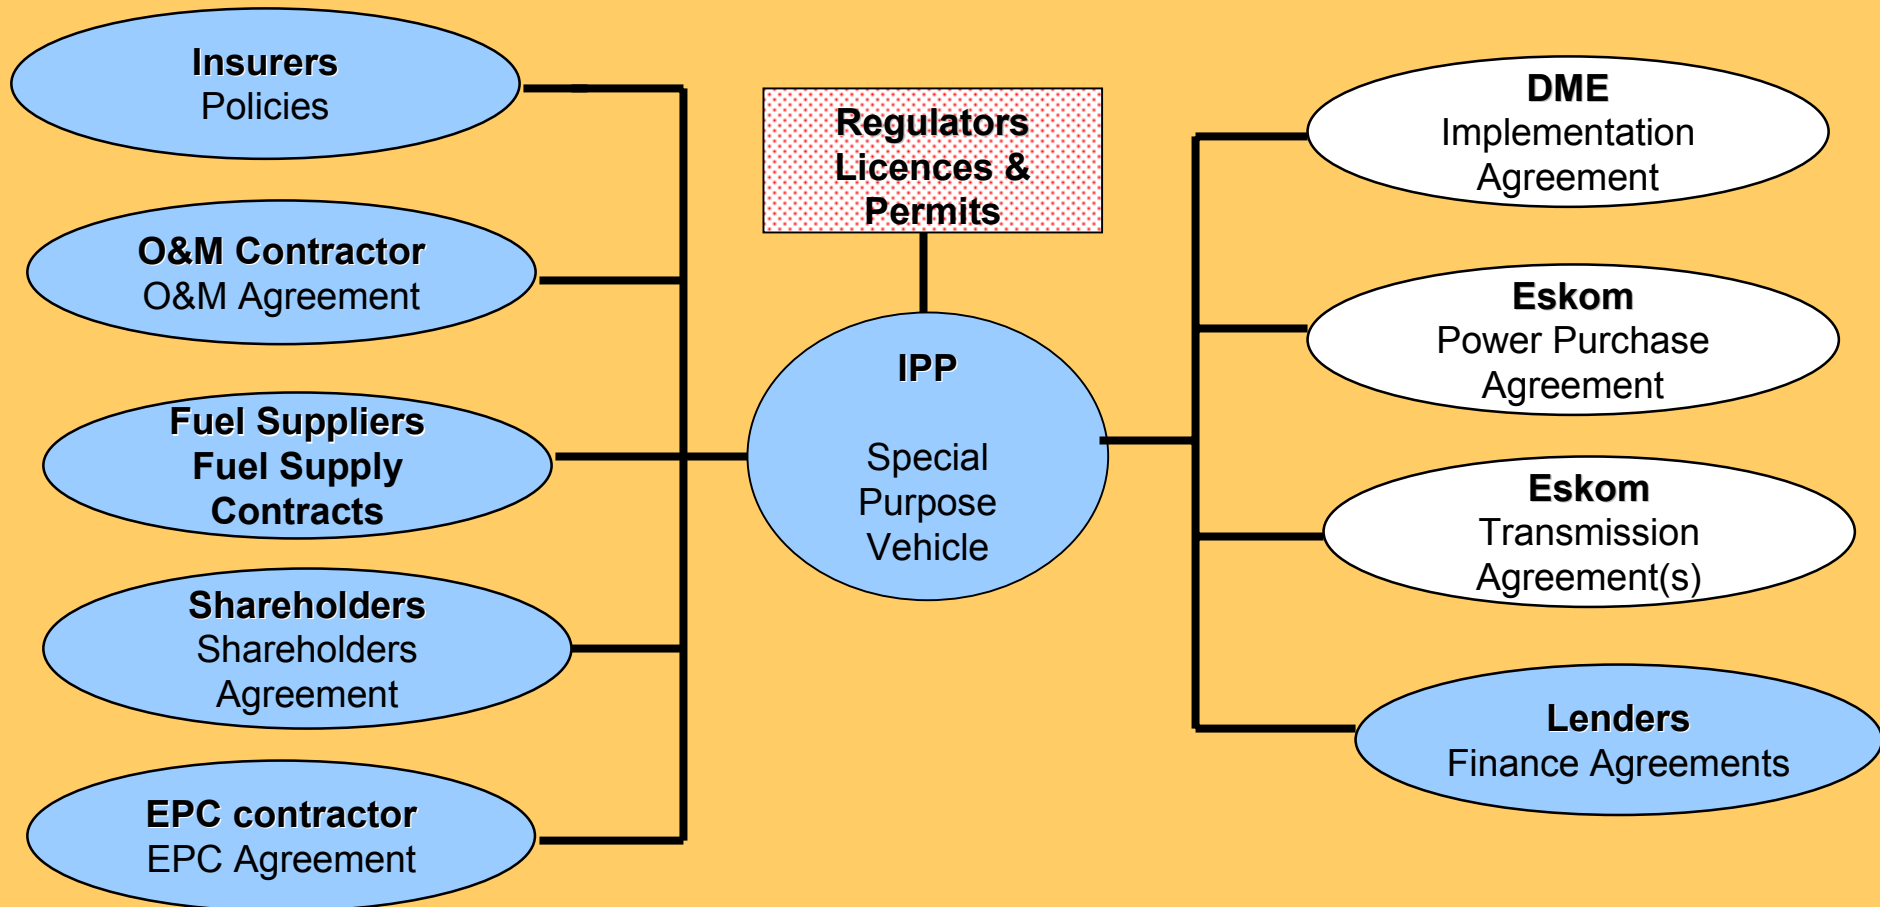 Insurers
Policies
O&M Contractor
O&M Agreement
Fuel Suppliers
Fuel Supply
Contracts
Shareholders
Shareholders
Agreement
EPC contractor
EPC Agreement
Regulators
Licences &
Permits
IPP
Special
Purpose
Vehicle
DME
Implementation
Agreement
Eskom
Power Purchase
Agreement
Eskom
Transmission
Agreement(s)
Lenders
Finance Agreements